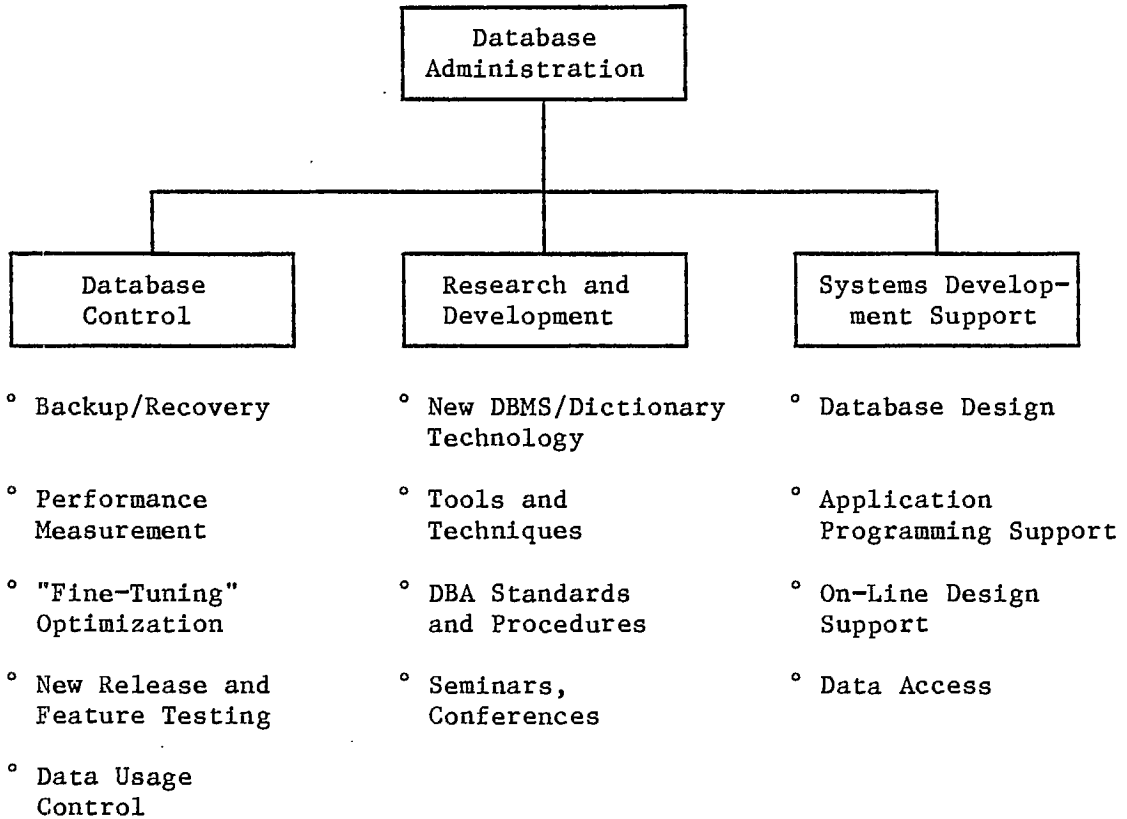 Database
Administration
Database
Control
Research and
Development
Systems Develop-
ment Support
° Backup/Recovery
° Performance
Measurement
° "Fine-Tuning"
Optimization
° New Release and
Feature Testing
° Data Usage
Control
° New DBMS/Dictionary
Technology
° Tools and
Techniques
° DBA Standards
and Procedures
° Seminars,
Conferences
° Database Design
° Application
Programming Support
° On-Line Design
Support
° Data Access